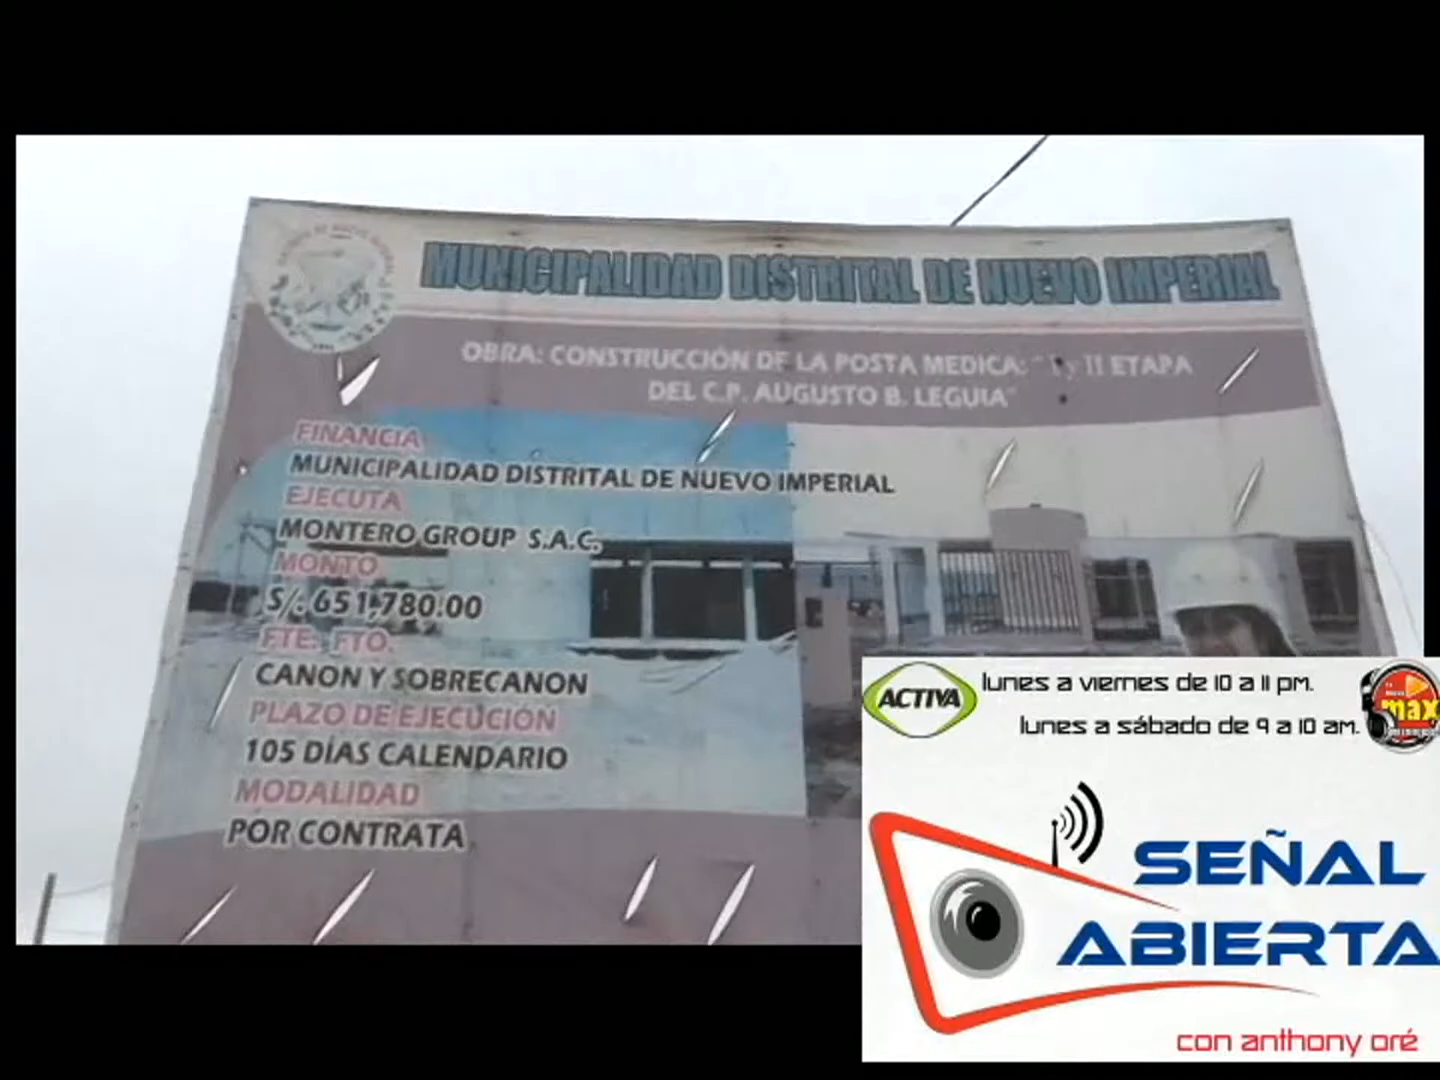 MUNICIPALIDAD DISTRITAL DE NUEVO IMPERIAL
OBRA: CONSTRUCCIÓN DE LA POSTA MEDICA: " I y II ETAPA
DEL C.P. AUGUSTO B. LEGUIA"
FINANCIA
MUNICIPALIDAD DISTRITAL DE NUEVO IMPERIAL
EJECUTA
MONTERO GROUP S.A.C.
MONTO
S/. 651,780.00
FTE. FTO.
CANON Y SOBRECANON
PLAZO DE EJECUCIÓN
105 DÍAS CALENDARIO
MODALIDAD
POR CONTRATA
ACTIVA
lunes a viernes de 10 a 11 pm.
lunes a sábado de 9 a 10 am.
max
SEÑAL
ABIERTA
con anthony oré